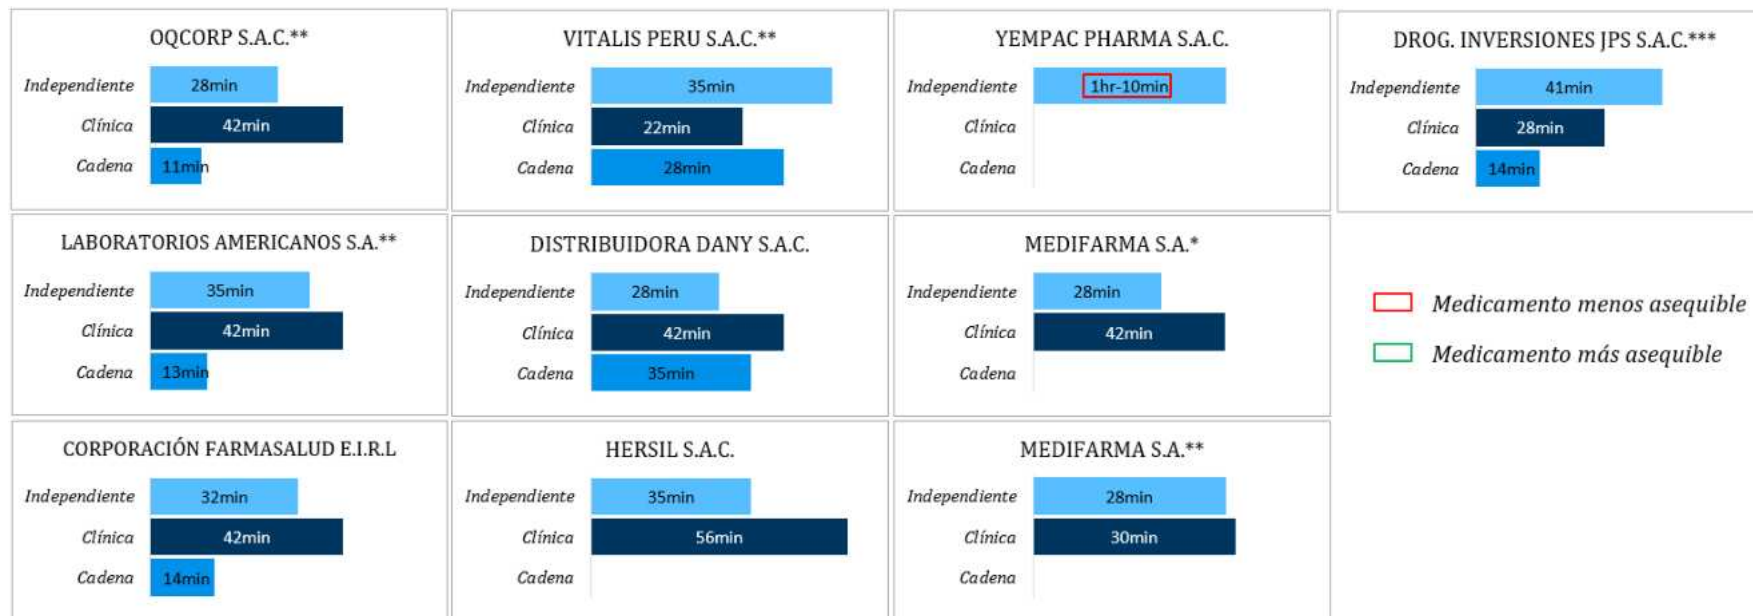 OQCORP S.A.C.**
Independiente 28min
Clínica 42min
Cadena 11min
VITALIS PERU S.A.C.**
Independiente 35min
Clínica 22min
Cadena 28min
YEMPAC PHARMA S.A.C.
Independiente 1hr-10min
Clínica
Cadena
DROG. INVERSIONES JPS S.A.C.***
Independiente 41min
Clínica 28min
Cadena 14min
LABORATORIOS AMERICANOS S.A.**
Independiente 35min
Clínica 42min
Cadena 13min
DISTRIBUIDORA DANY S.A.C.
Independiente 28min
Clínica 42min
Cadena 35min
MEDIFARMA S.A.*
Independiente 28min
Clínica 42min
Cadena
Medicamento menos asequible
Medicamento más asequible
CORPORACIÓN FARMASALUD E.I.R.L
Independiente 32min
Clínica 42min
Cadena 14min
HERSIL S.A.C.
Independiente 35min
Clínica 56min
Cadena
MEDIFARMA S.A.**
Independiente 28min
Clínica 30min
Cadena